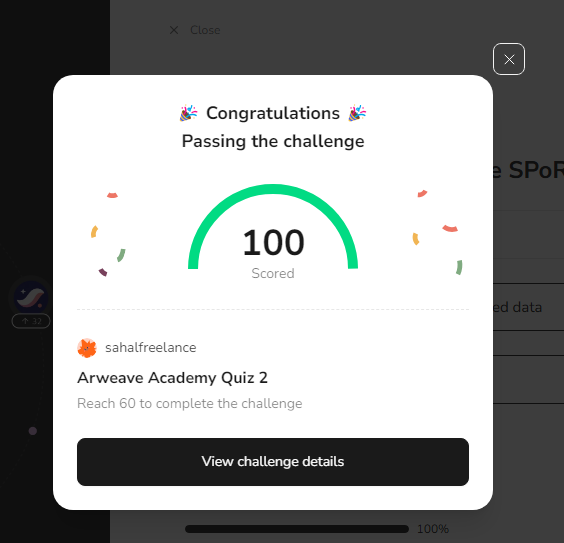 Close
Congratulations
Passing the challenge
e SPoR
100
Scored
ed data
32
sahalfreelance
Arweave Academy Quiz 2
Reach 60 to complete the challenge
View challenge details
100%